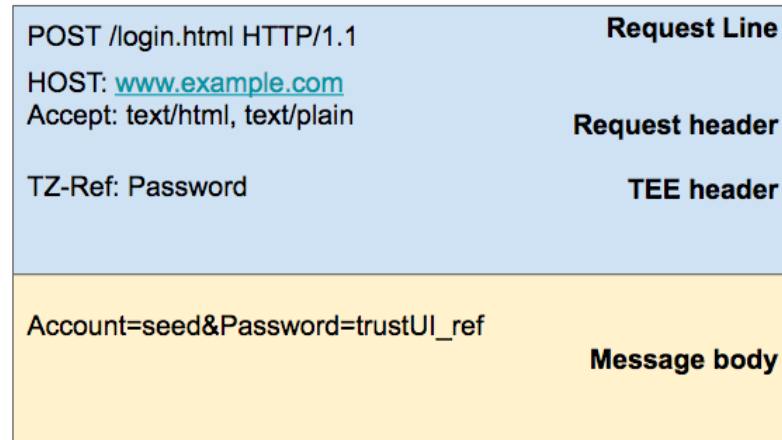 POST /login.html HTTP/1.1 Request Line
HOST: www.example.com
Accept: text/html, text/plain
Request header
TZ-Ref: Password TEE header
Account=seed&Password=trustUI_ref
Message body